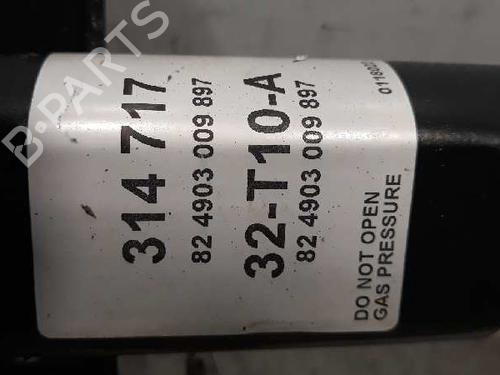 314 717
82 4903 009 897
32-T10-A
82 4903 009 897
DO NOT OPEN
GAS PRESSURE
B-PARTS